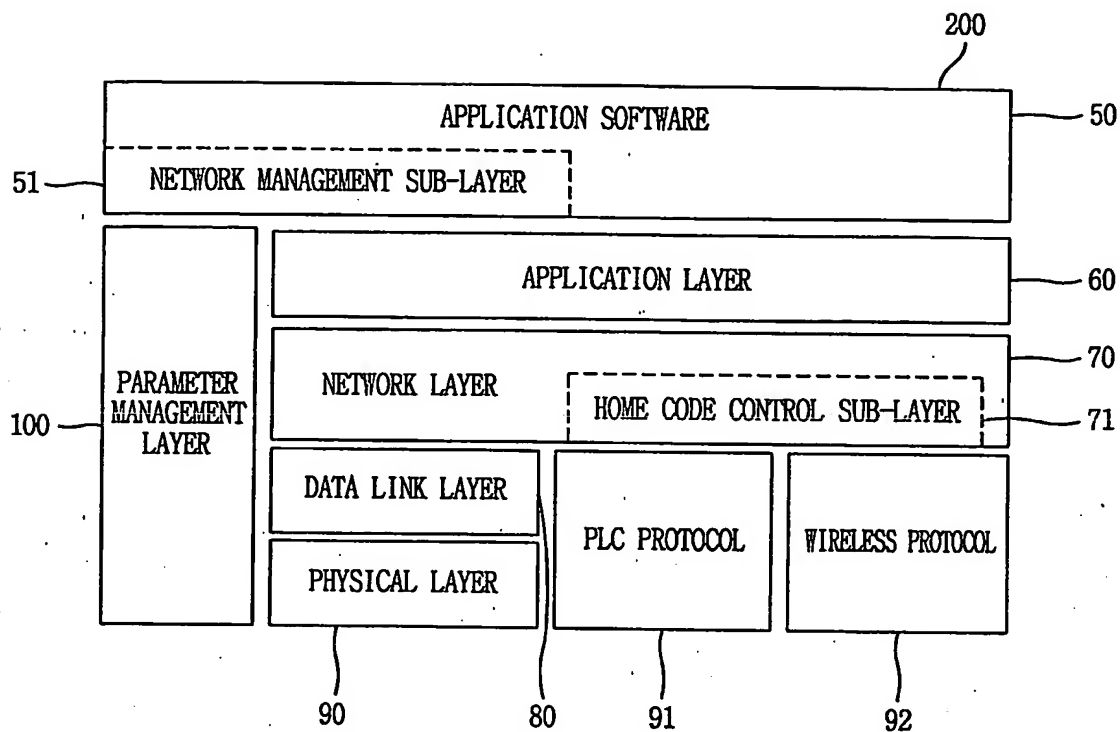 200
APPLICATION SOFTWARE
50
51
NETWORK MANAGEMENT SUB-LAYER
APPLICATION LAYER
60
NETWORK LAYER
70
HOME CODE CONTROL SUB-LAYER
71
PARAMETER
MANAGEMENT
LAYER
100
DATA LINK LAYER
PLC PROTOCOL
WIRELESS PROTOCOL
PHYSICAL LAYER
90
80
91
92